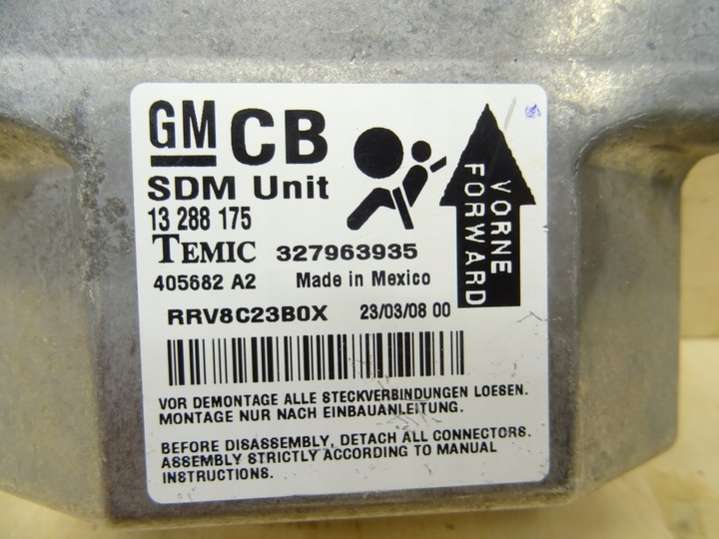 GM CB
SDM Unit
13 288 175
TEMIC 327963935
405682 A2 Made in Mexico
RRV8C23B0X 23/03/08 00
VORNE
FORWARD
VOR DEMONTAGE ALLE STECKVERBINDUNGEN LOESEN.
MONTAGE NUR NACH EINBAUANLEITUNG.
BEFORE DISASSEMBLY, DETACH ALL CONNECTORS.
ASSEMBLY STRICTLY ACCORDING TO MANUAL
INSTRUCTIONS.